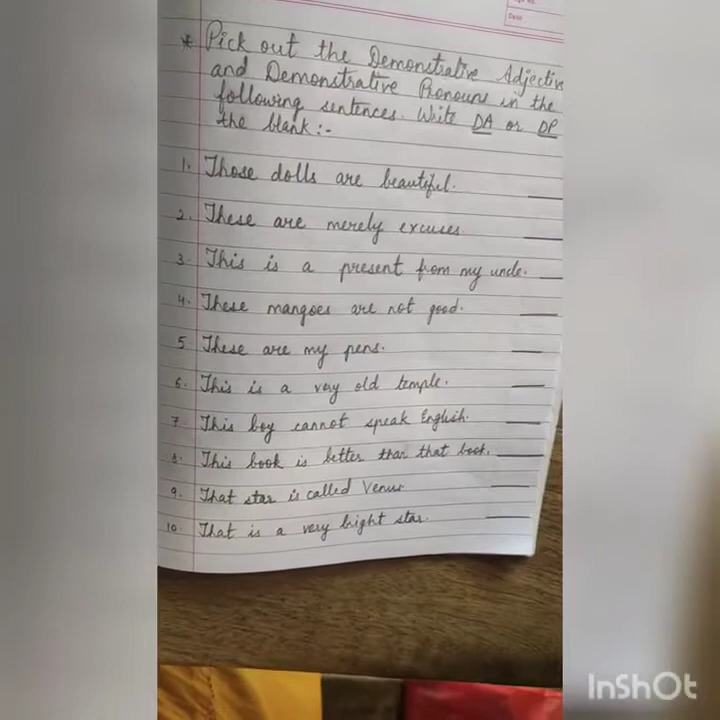 Date
* Pick out the Demonstrative Adjective
and Demonstrative Pronouns in the
following sentences. Write DA or DP
the blank:-
1. Those dolls are beautiful.
2. These are merely excuses.
3. This is a present from my uncle.
4. These mangoes are not good.
5 These are my pens.
6. This is a very old temple.
7. This boy cannot speak English.
8. This book is better than that book.
9. That star is called Venus.
10. That is a very bright star.
InShOt